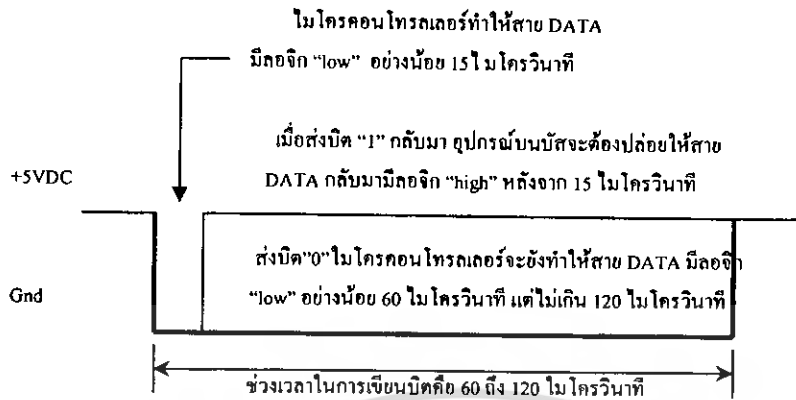 ไมโครคอนโทรลเลอร์ทำให้สาย DATA
มีลอจิก "low" อย่างน้อย 15 ไมโครวินาที
เมื่อส่งบิต "1" กลับมา อุปกรณ์บนบัสจะต้องปล่อยให้สาย
+5VDC
DATA กลับมามีลอจิก "high" หลังจาก 15 ไมโครวินาที
ส่งบิต"0" ไมโครคอนโทรลเลอร์จะยังทำให้สาย DATA มีลอจิก
Gnd
"low" อย่างน้อย 60 ไมโครวินาที แต่ไม่เกิน 120 ไมโครวินาที
ช่วงเวลาในการเขียนบิตคือ 60 ถึง 120 ไมโครวินาที